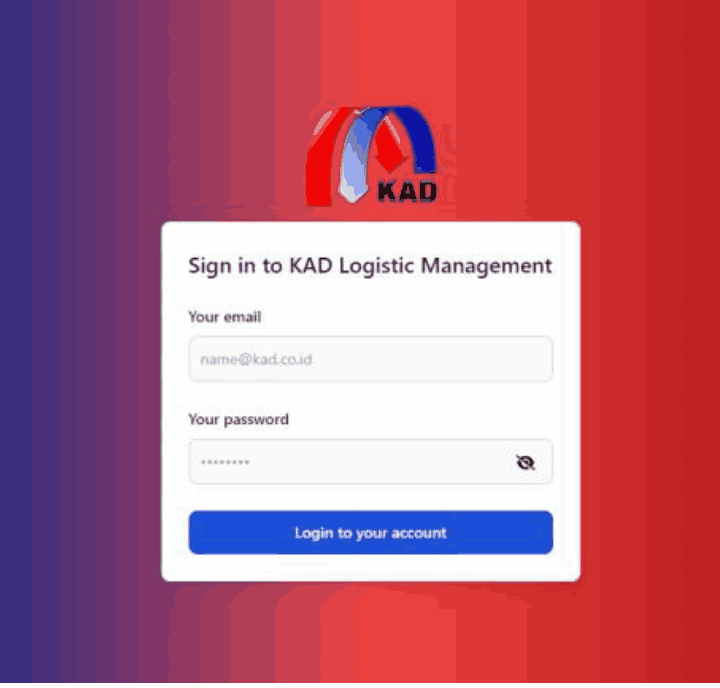 KAD
Sign in to KAD Logistic Management
Your email
name@kad.co.id
Your password
••••••••
Login to your account